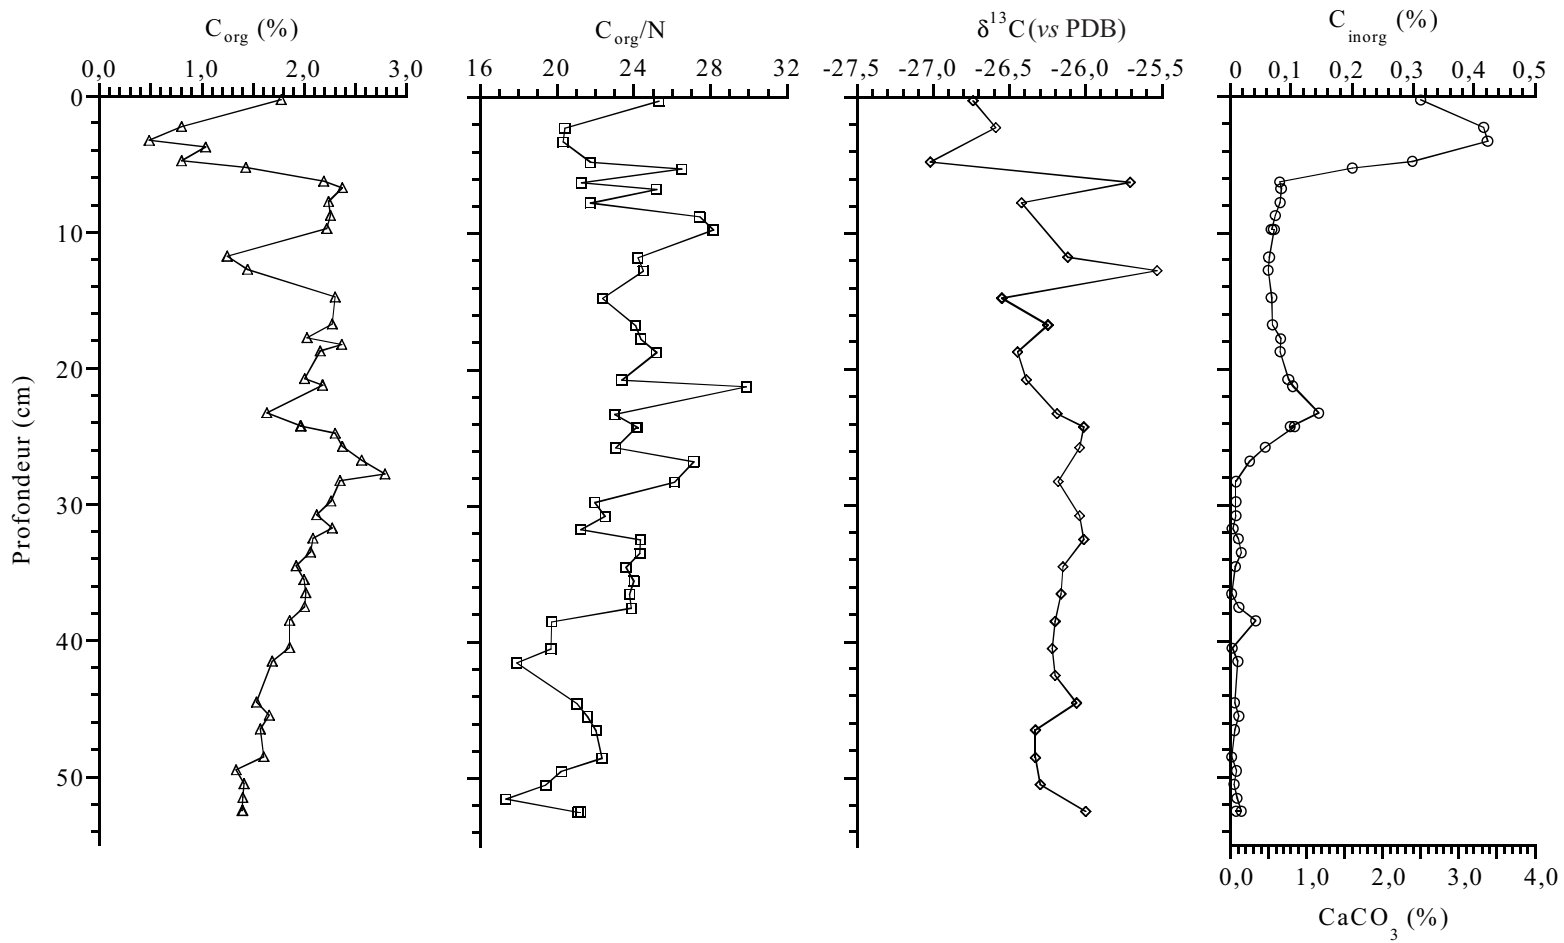 C_org (%)
0,0 1,0 2,0 3,0
C_org/N
16 20 24 28 32
δ¹³C(vs PDB)
-27,5 -27,0 -26,5 -26,0 -25,5
C_inorg (%)
0 0,1 0,2 0,3 0,4 0,5
Profondeur (cm)
0
10
20
30
40
50
0,0 1,0 2,0 3,0 4,0
CaCO₃ (%)